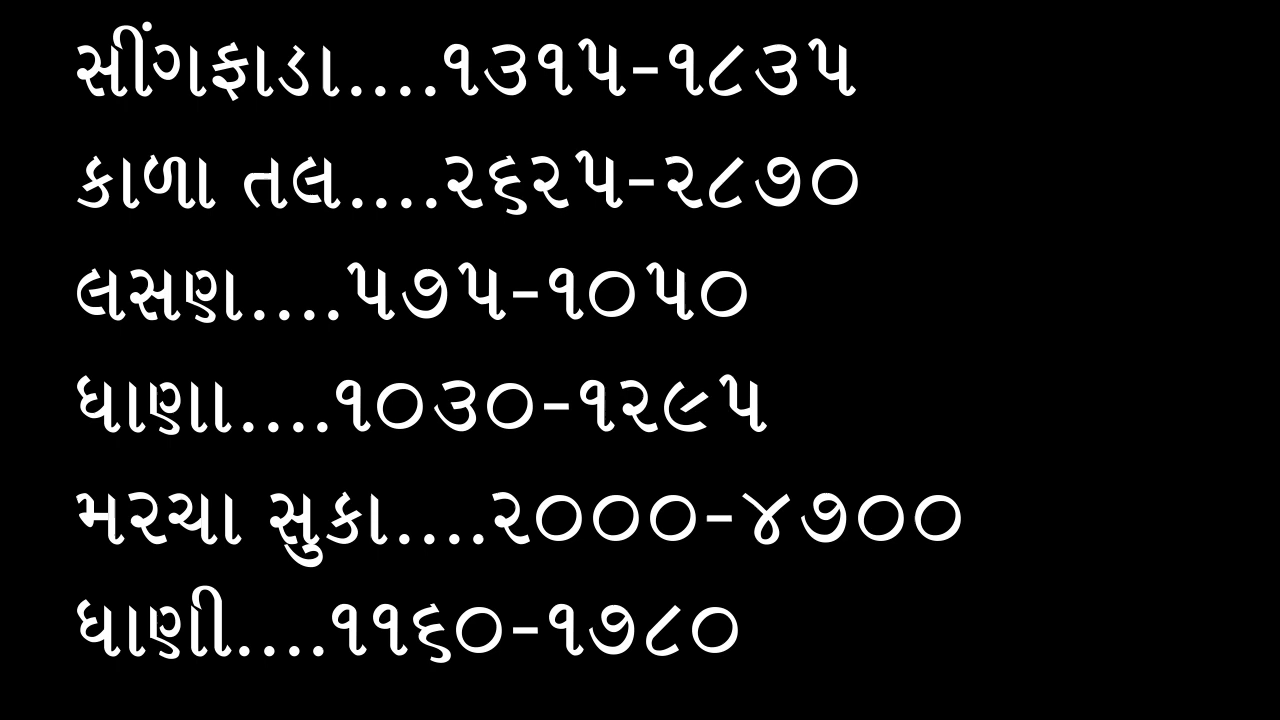 સીંગફાડા....૧૩૧૫-૧૮૩૫
કાળા તલ....૨૬૨૫-૨૮૭૦
લસણ....૫૭૫-૧૦૫૦
ધાણા....૧૦૩૦-૧૨૯૫
મરચા સુકા....૨૦૦૦-૪૭૦૦
ધાણી....૧૧૬૦-૧૭૮૦